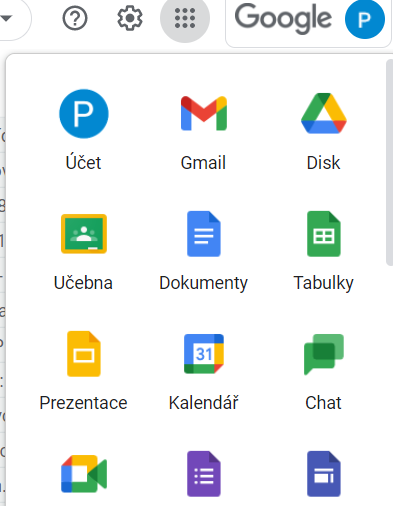 Google P
P
Účet Gmail Disk
Učebna Dokumenty Tabulky
31
Prezentace Kalendář Chat